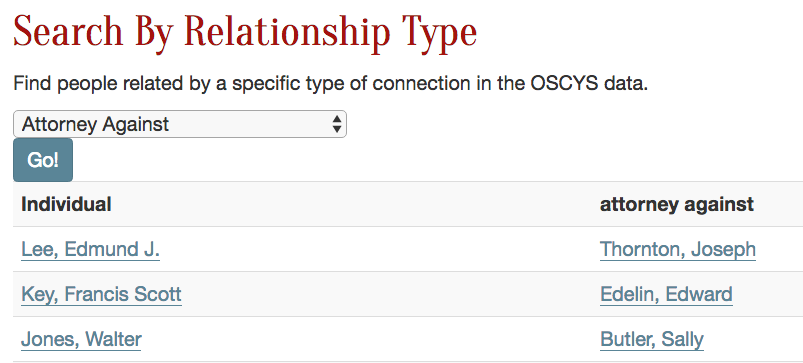 Search By Relationship Type
Find people related by a specific type of connection in the OSCYS data.
Attorney Against
Go!
Individual attorney against
Lee, Edmund J. Thornton, Joseph
Key, Francis Scott Edelin, Edward
Jones, Walter Butler, Sally